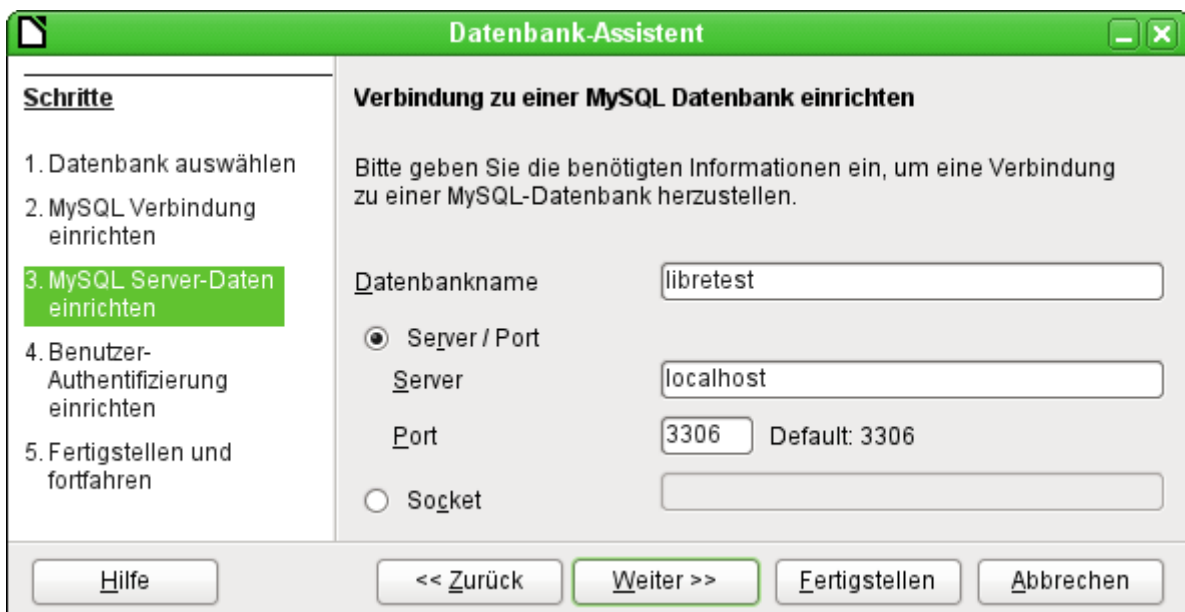 Datenbank-Assistent
Schritte
1. Datenbank auswählen
2. MySQL Verbindung
einrichten
3. MySQL Server-Daten
einrichten
4. Benutzer-
Authentifizierung
einrichten
5. Fertigstellen und
fortfahren
Verbindung zu einer MySQL Datenbank einrichten
Bitte geben Sie die benötigten Informationen ein, um eine Verbindung
zu einer MySQL-Datenbank herzustellen.
Datenbankname libretest
Server / Port
Server localhost
Port 3306 Default: 3306
Socket
Hilfe << Zurück Weiter >> Fertigstellen Abbrechen